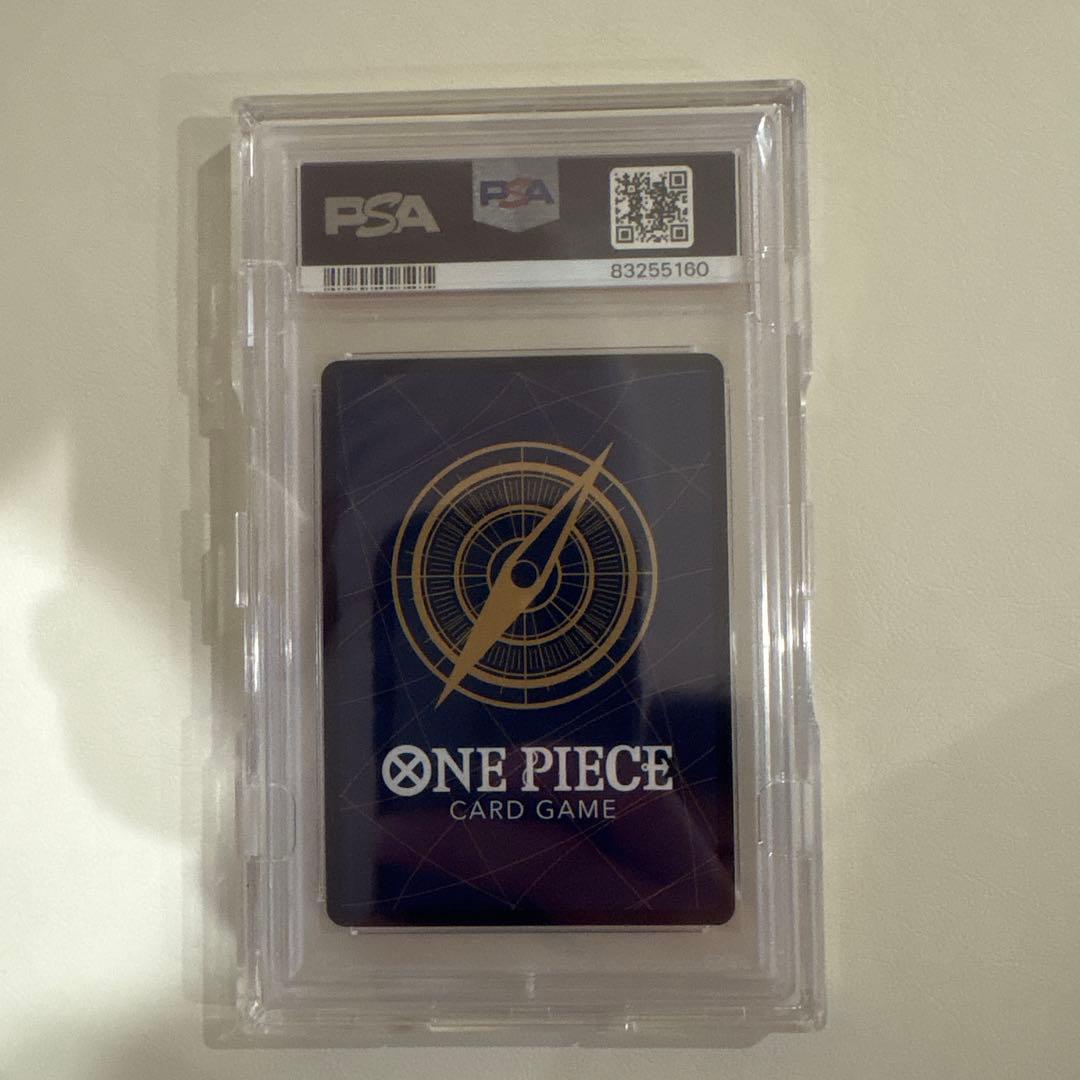 PSA
PSA
83255160
ONE PIECE
CARD GAME